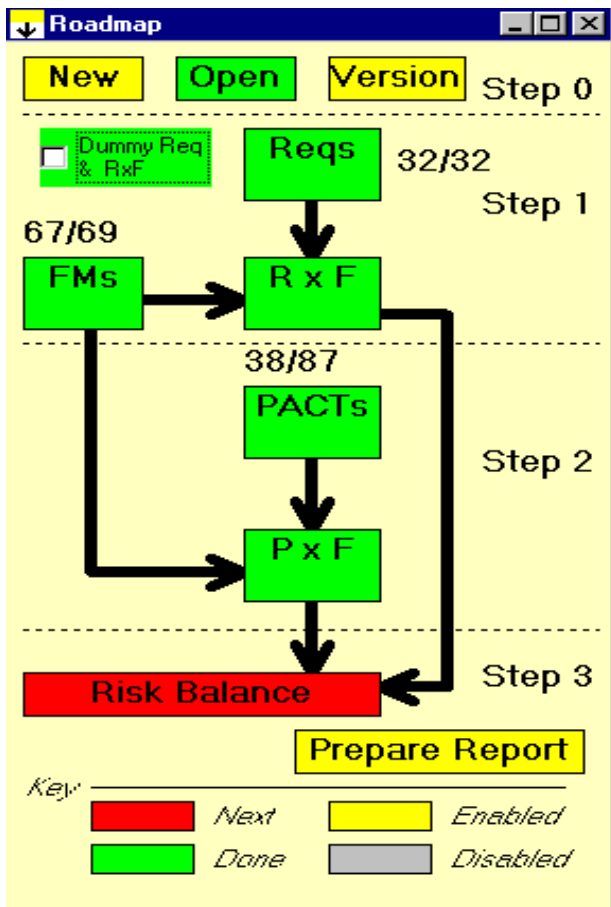 Roadmap
New
Open
Version
Step 0
Dummy Req
& RxF
Reqs
32/32
Step 1
67/69
FMs
R x F
38/87
PACTs
Step 2
P x F
Risk Balance
Step 3
Prepare Report
Key
Next
Enabled
Done
Disabled